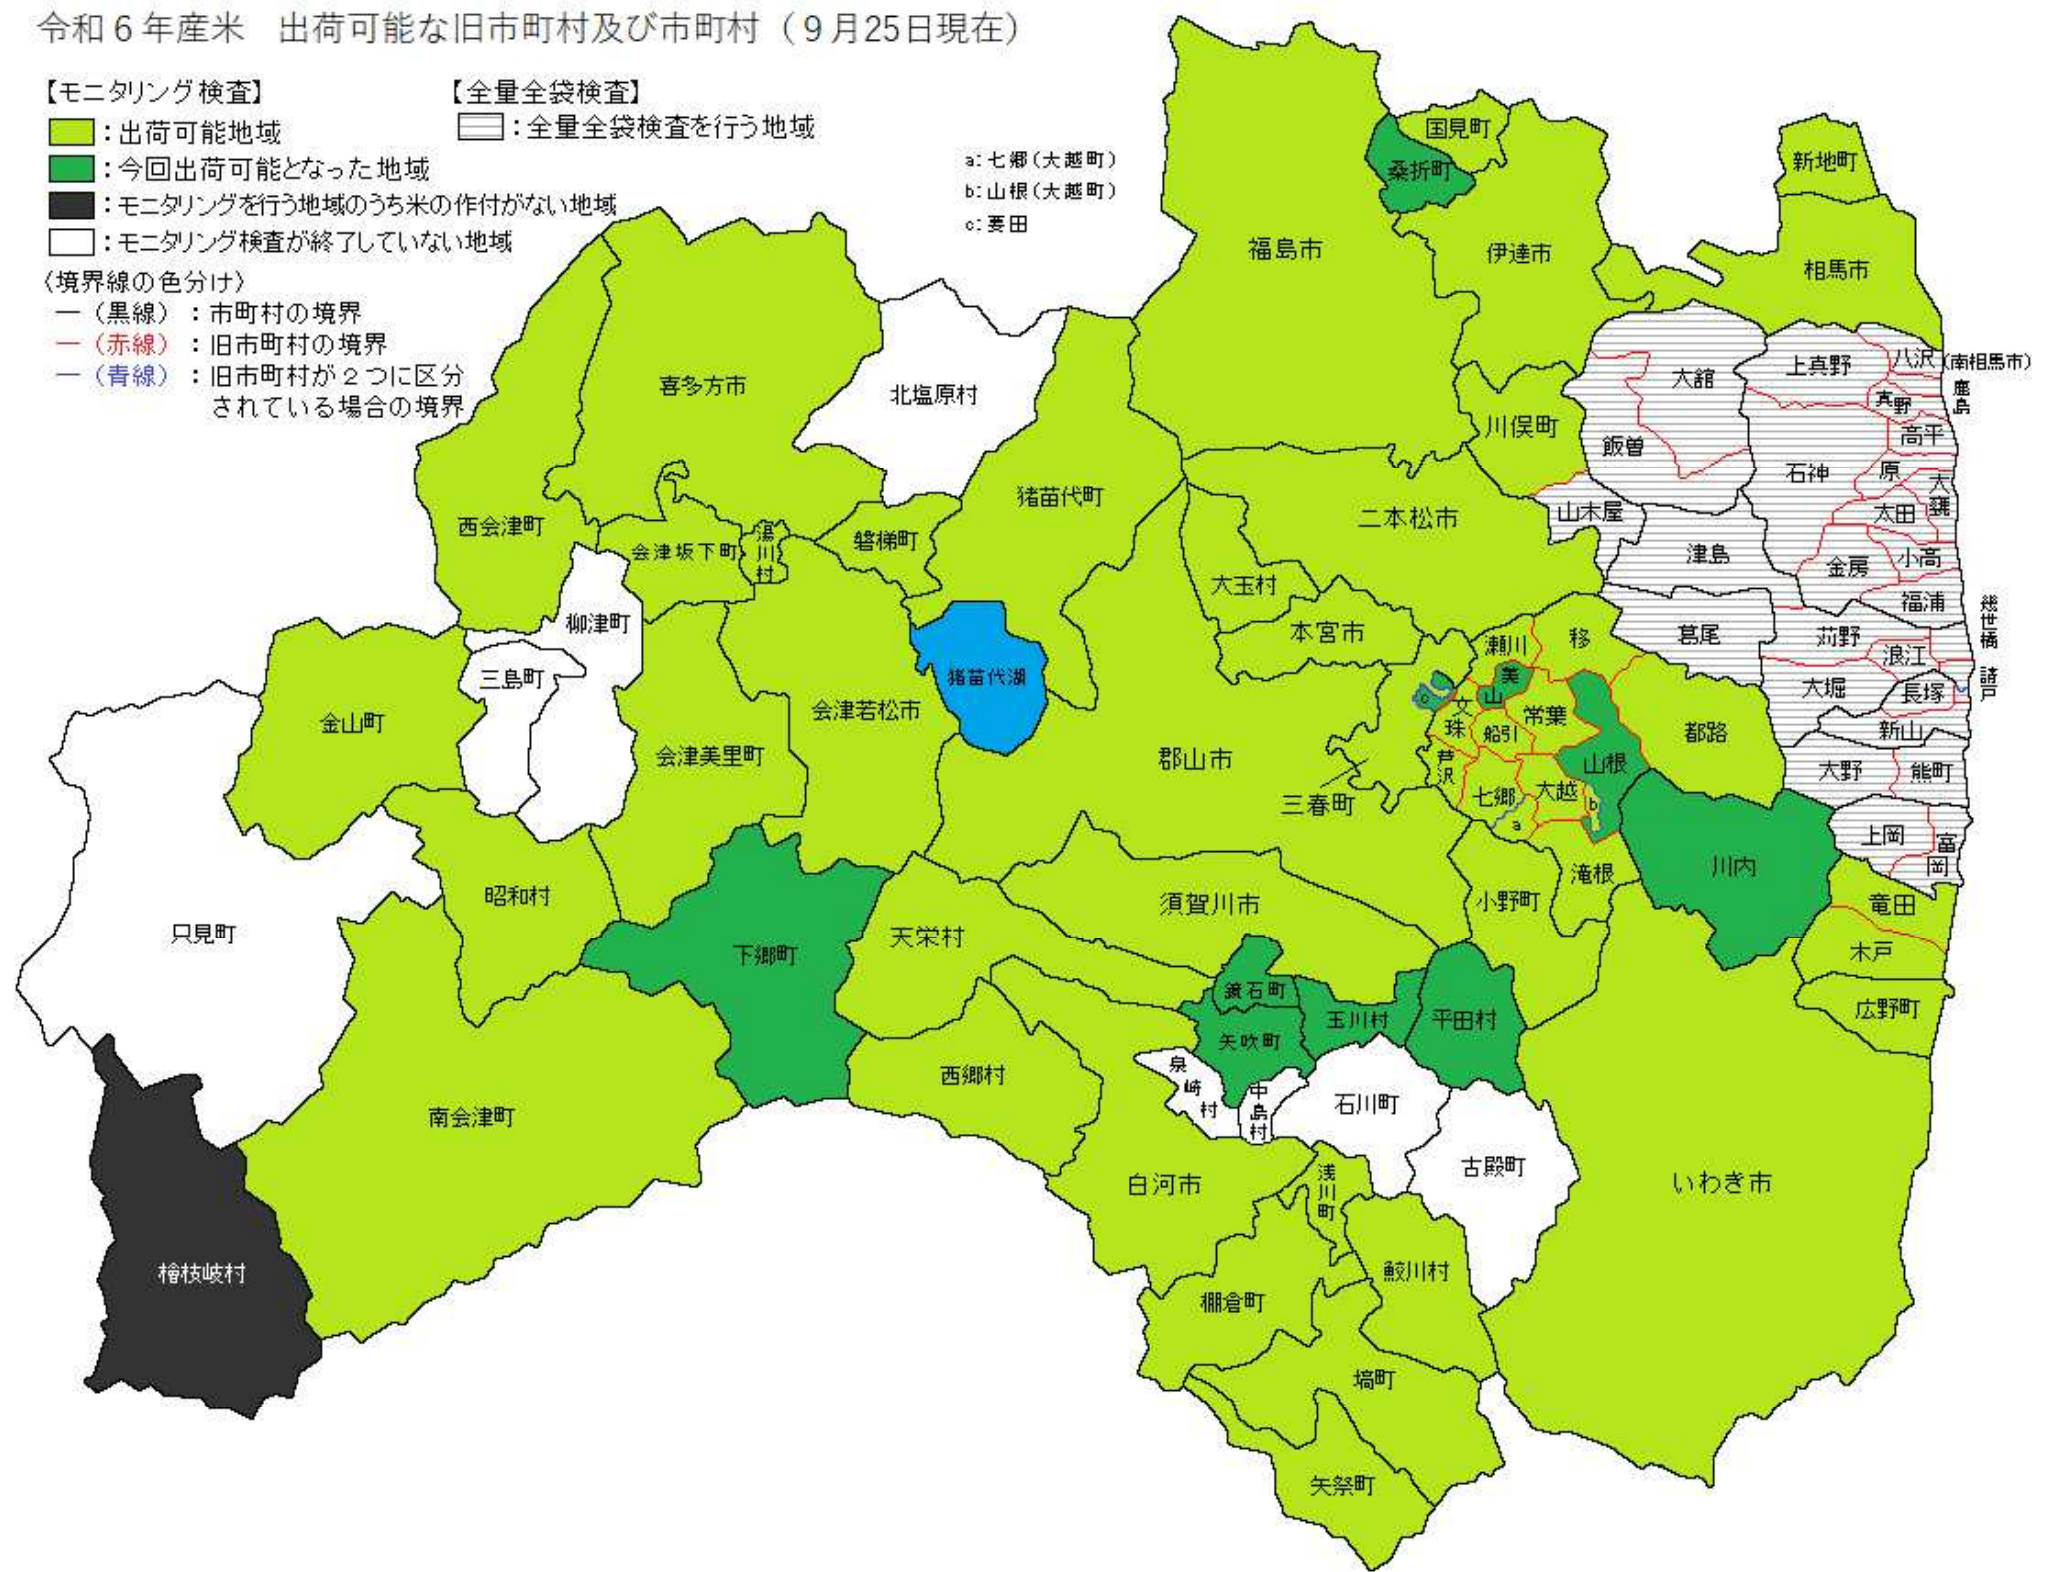 令和６年産米　出荷可能な旧市町村及び市町村（９月25日現在）
【モニタリング検査】
【全量全袋検査】
：出荷可能地域
：全量全袋検査を行う地域
：今回出荷可能となった地域
：モニタリングを行う地域のうち米の作付がない地域
：モニタリング検査が終了していない地域
〈境界線の色分け〉
―（黒線）：市町村の境界
―（赤線）：旧市町村の境界
―（青線）：旧市町村が２つに区分
されている場合の境界
a：七郷（大越町）
b：山根（大越町）
c：要田
国見町
桑折町
新地町
福島市
伊達市
相馬市
喜多方市
北塩原村
大舘
上真野
八沢
(南相馬市)
鹿島
真野
川俣町
飯曽
高平
石神
原
大甕
西会津町
猪苗代町
二本松市
山木屋
太田
会津坂下町
湯川村
磐梯町
津島
金房
小高
大玉村
福浦
幾世橋
柳津町
本宮市
瀬川
移
葛尾
苅野
浪江
請戸
三島町
猪苗代湖
美山
c
文珠
大堀
長塚
金山町
会津若松市
常葉
船引
都路
新山
会津美里町
郡山市
芦沢
山根
大野
熊町
三春町
七郷
大越
b
a
上岡
富岡
昭和村
須賀川市
小野町
滝根
川内
竜田
只見町
下郷町
天栄村
木戸
鏡石町
玉川村
平田村
広野町
矢吹町
西郷村
泉崎村
中島村
石川町
南会津町
古殿町
白河市
浅川町
いわき市
檜枝岐村
鮫川村
棚倉町
塙町
矢祭町